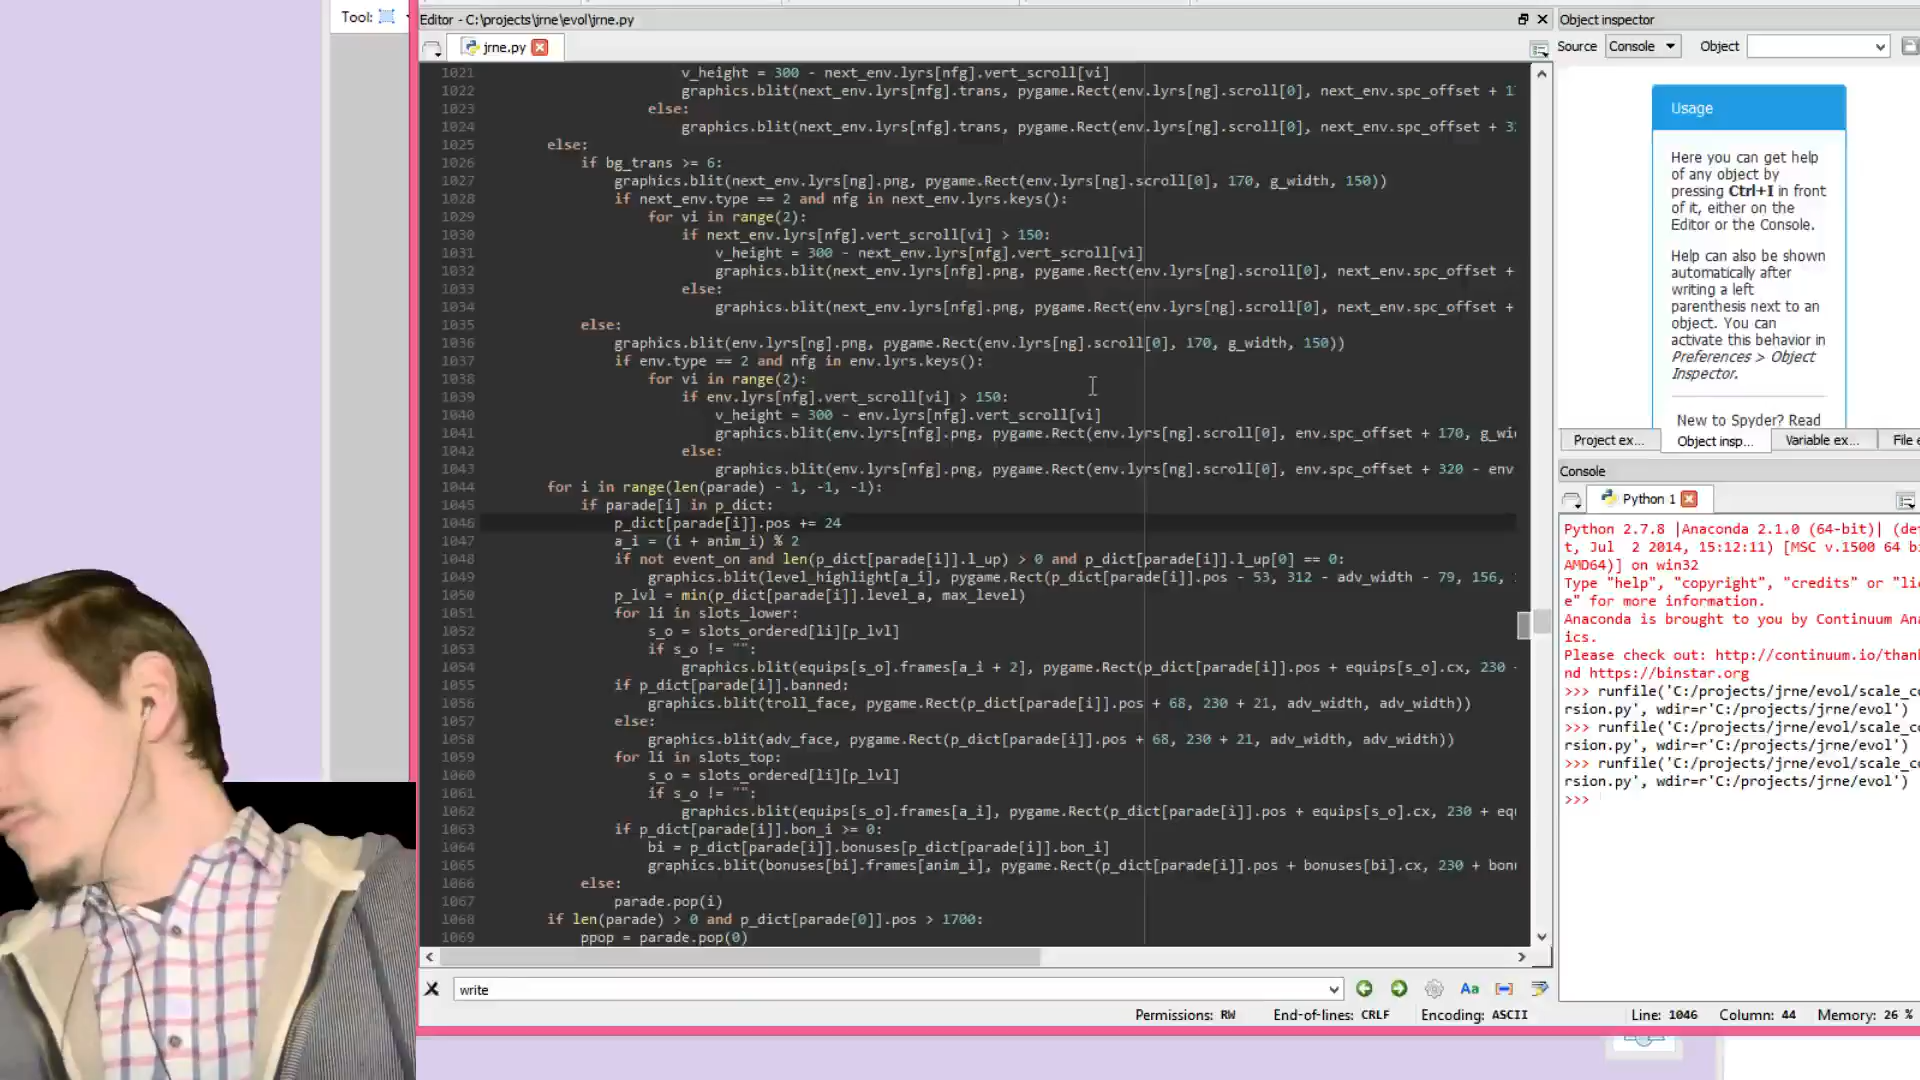 Tool:
Editor - C:\projects\jrne\evol\jrne.py
jrne.py
1021 v_height = 300 - next_env.lyrs[nfg].vert_scroll[vi]
1022 graphics.blit(next_env.lyrs[nfg].trans, pygame.Rect(env.lyrs[ng].scroll[0], next_env.spc_offset + 1
1023 else:
1024 graphics.blit(next_env.lyrs[nfg].trans, pygame.Rect(env.lyrs[ng].scroll[0], next_env.spc_offset + 3
1025 else:
1026 if bg_trans >= 6:
1027 graphics.blit(next_env.lyrs[ng].png, pygame.Rect(env.lyrs[ng].scroll[0], 170, g_width, 150))
1028 if next_env.type == 2 and nfg in next_env.lyrs.keys():
1029 for vi in range(2):
1030 if next_env.lyrs[nfg].vert_scroll[vi] > 150:
1031 v_height = 300 - next_env.lyrs[nfg].vert_scroll[vi]
1032 graphics.blit(next_env.lyrs[nfg].png, pygame.Rect(env.lyrs[ng].scroll[0], next_env.spc_offset +
1033 else:
1034 graphics.blit(next_env.lyrs[nfg].png, pygame.Rect(env.lyrs[ng].scroll[0], next_env.spc_offset +
1035 else:
1036 graphics.blit(env.lyrs[ng].png, pygame.Rect(env.lyrs[ng].scroll[0], 170, g_width, 150))
1037 if env.type == 2 and nfg in env.lyrs.keys():
1038 for vi in range(2):
1039 if env.lyrs[nfg].vert_scroll[vi] > 150:
1040 v_height = 300 - env.lyrs[nfg].vert_scroll[vi]
1041 graphics.blit(env.lyrs[nfg].png, pygame.Rect(env.lyrs[ng].scroll[0], env.spc_offset + 170, g_wi
1042 else:
1043 graphics.blit(env.lyrs[nfg].png, pygame.Rect(env.lyrs[ng].scroll[0], env.spc_offset + 320 - env
1044 for i in range(len(parade) - 1, -1, -1):
1045 if parade[i] in p_dict:
1046 p_dict[parade[i]].pos += 24
1047 a_i = (i + anim_i) % 2
1048 if not event_on and len(p_dict[parade[i]].l_up) > 0 and p_dict[parade[i]].l_up[0] == 0:
1049 graphics.blit(level_highlight[a_i], pygame.Rect(p_dict[parade[i]].pos - 53, 312 - adv_width - 79, 156,
1050 p_lvl = min(p_dict[parade[i]].level_a, max_level)
1051 for li in slots_lower:
1052 s_o = slots_ordered[li][p_lvl]
1053 if s_o != "":
1054 graphics.blit(equips[s_o].frames[a_i + 2], pygame.Rect(p_dict[parade[i]].pos + equips[s_o].cx, 230 -
1055 if p_dict[parade[i]].banned:
1056 graphics.blit(troll_face, pygame.Rect(p_dict[parade[i]].pos + 68, 230 + 21, adv_width, adv_width))
1057 else:
1058 graphics.blit(adv_face, pygame.Rect(p_dict[parade[i]].pos + 68, 230 + 21, adv_width, adv_width))
1059 for li in slots_top:
1060 s_o = slots_ordered[li][p_lvl]
1061 if s_o != "":
1062 graphics.blit(equips[s_o].frames[a_i], pygame.Rect(p_dict[parade[i]].pos + equips[s_o].cx, 230 + eq
1063 if p_dict[parade[i]].bon_i >= 0:
1064 bi = p_dict[parade[i]].bonuses[p_dict[parade[i]].bon_i]
1065 graphics.blit(bonuses[bi].frames[anim_i], pygame.Rect(p_dict[parade[i]].pos + bonuses[bi].cx, 230 + bon
1066 else:
1067 parade.pop(i)
1068 if len(parade) > 0 and p_dict[parade[0]].pos > 1700:
1069 ppop = parade.pop(0)
write
Aa
Permissions: RW End-of-lines: CRLF Encoding: ASCII Line: 1046 Column: 44 Memory: 26 %
Object inspector
Source Console Object
Usage
Here you can get help
of any object by
pressing Ctrl+I in front
of it, either on the
Editor or the Console.
Help can also be shown
automatically after
writing a left
parenthesis next to an
object. You can
activate this behavior in
Preferences > Object
Inspector.
New to Spyder? Read
Project ex... Object insp... Variable ex... File e
Console
Python 1
Python 2.7.8 |Anaconda 2.1.0 (64-bit)| (de
t, Jul 2 2014, 15:12:11) [MSC v.1500 64 bi
AMD64)] on win32
Type "help", "copyright", "credits" or "li
e" for more information.
Anaconda is brought to you by Continuum Ana
ics.
Please check out: http://continuum.io/than
nd https://binstar.org
>>> runfile('C:/projects/jrne/evol/scale_co
rsion.py', wdir=r'C:/projects/jrne/evol')
>>> runfile('C:/projects/jrne/evol/scale_co
rsion.py', wdir=r'C:/projects/jrne/evol')
>>> runfile('C:/projects/jrne/evol/scale_co
rsion.py', wdir=r'C:/projects/jrne/evol')
>>>